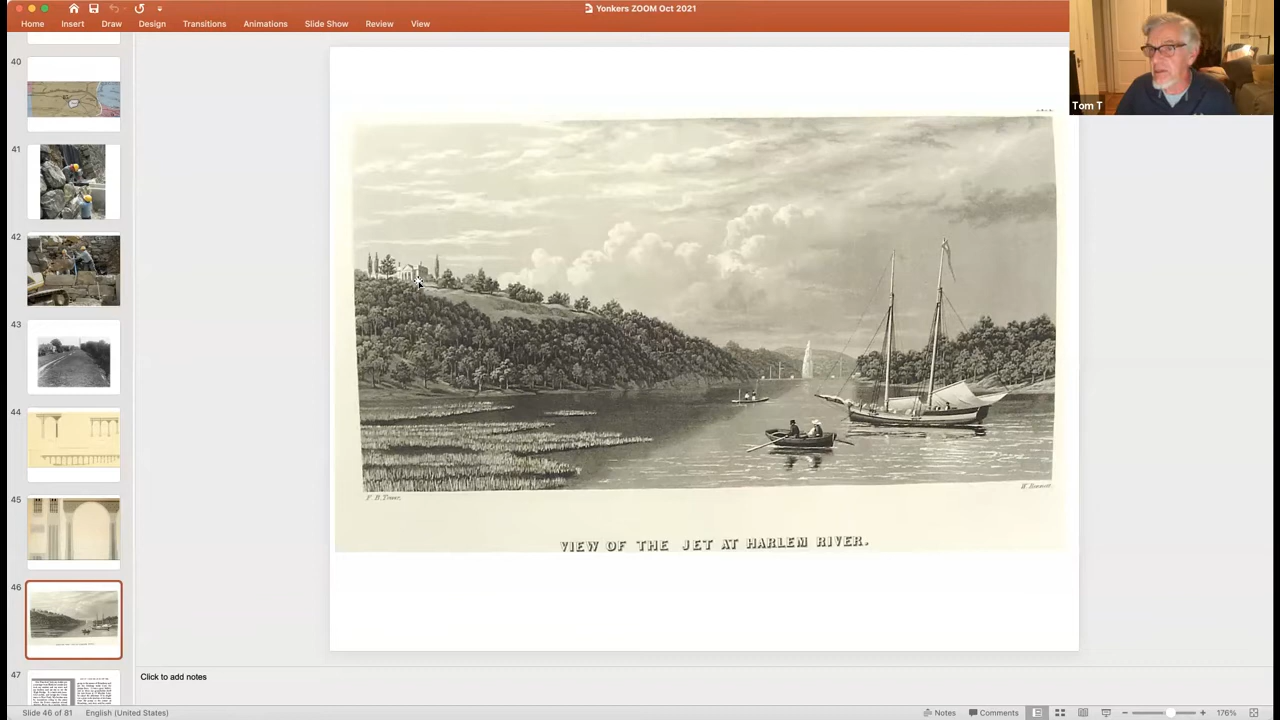 Yonkers ZOOM Oct 2021
Home Insert Draw Design Transitions Animations Slide Show Review View
Tom T
40
41
42
43
44
45
46
47
F. B. Tower.
W. Bennett.
VIEW OF THE JET AT HARLEM RIVER.
Click to add notes
Slide 46 of 81 English (United States) Notes Comments 176%